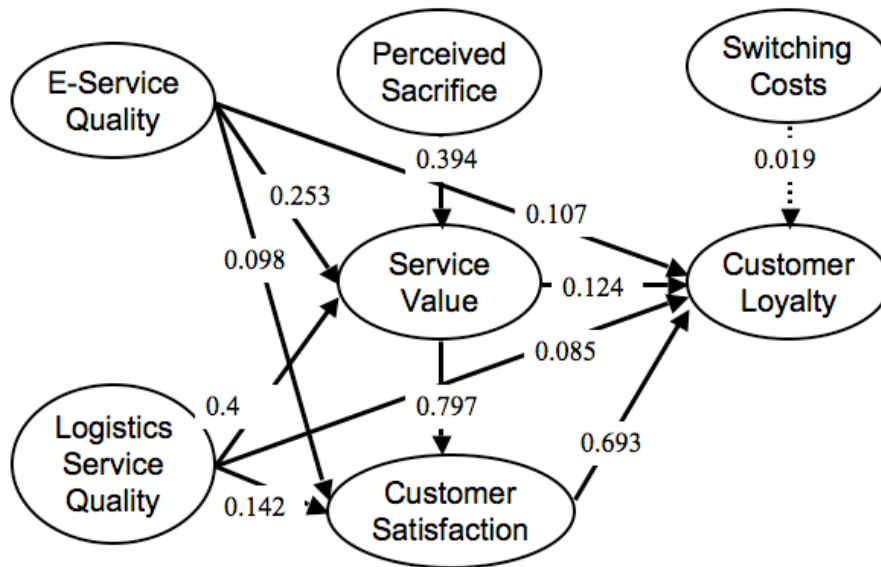 E-Service
Quality
Perceived
Sacrifice
Switching
Costs
0.394
0.019
0.253
0.107
0.098
Service
Value
0.124
Customer
Loyalty
0.085
0.4
0.797
Logistics
Service
Quality
0.693
0.142
Customer
Satisfaction